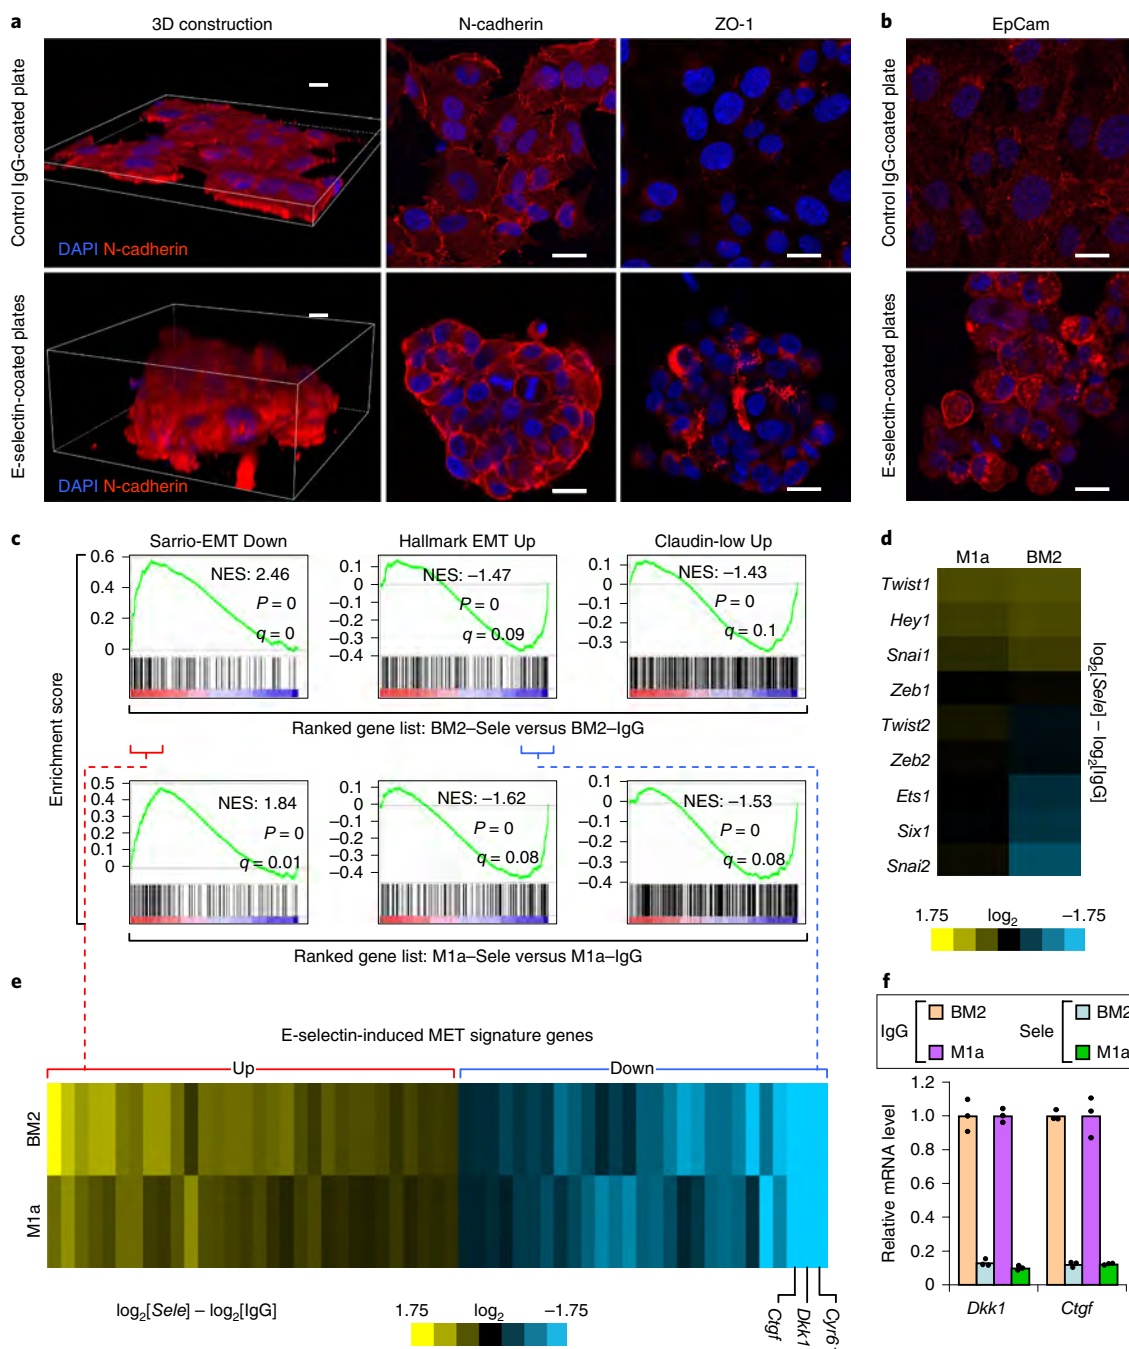 a
3D construction
N-cadherin
ZO-1
b
EpCam
Control IgG-coated plate
DAPI N-cadherin
E-selectin-coated plates
DAPI N-cadherin
Control IgG-coated plate
E-selectin-coated plates
c
Enrichment score
Sarrio-EMT Down
0.6
0.4
0.2
0
NES: 2.46
P = 0
q = 0
Hallmark EMT Up
0.1
0
−0.1
−0.2
−0.3
−0.4
NES: −1.47
P = 0
q = 0.09
Claudin-low Up
0.1
0
−0.1
−0.2
−0.3
NES: −1.43
P = 0
q = 0.1
Ranked gene list: BM2–Sele versus BM2–IgG
0.5
0.4
0.3
0.2
0.1
0
NES: 1.84
P = 0
q = 0.01
0.1
0
−0.1
−0.2
−0.3
−0.4
NES: −1.62
P = 0
q = 0.08
0.1
0
−0.1
−0.2
−0.3
−0.4
NES: −1.53
P = 0
q = 0.08
Ranked gene list: M1a–Sele versus M1a–IgG
d
M1a BM2
Twist1
Hey1
Snai1
Zeb1
Twist2
Zeb2
Ets1
Six1
Snai2
log2[Sele] – log2[IgG]
1.75 log2 −1.75
e
E-selectin-induced MET signature genes
Up
Down
BM2
M1a
Ctgf
Dkk1
Cyr6
log2[Sele] – log2[IgG]
1.75 log2 −1.75
f
IgG
BM2
M1a
Sele
BM2
M1a
Relative mRNA level
1.2
1.0
0.8
0.6
0.4
0.2
0
Dkk1
Ctgf